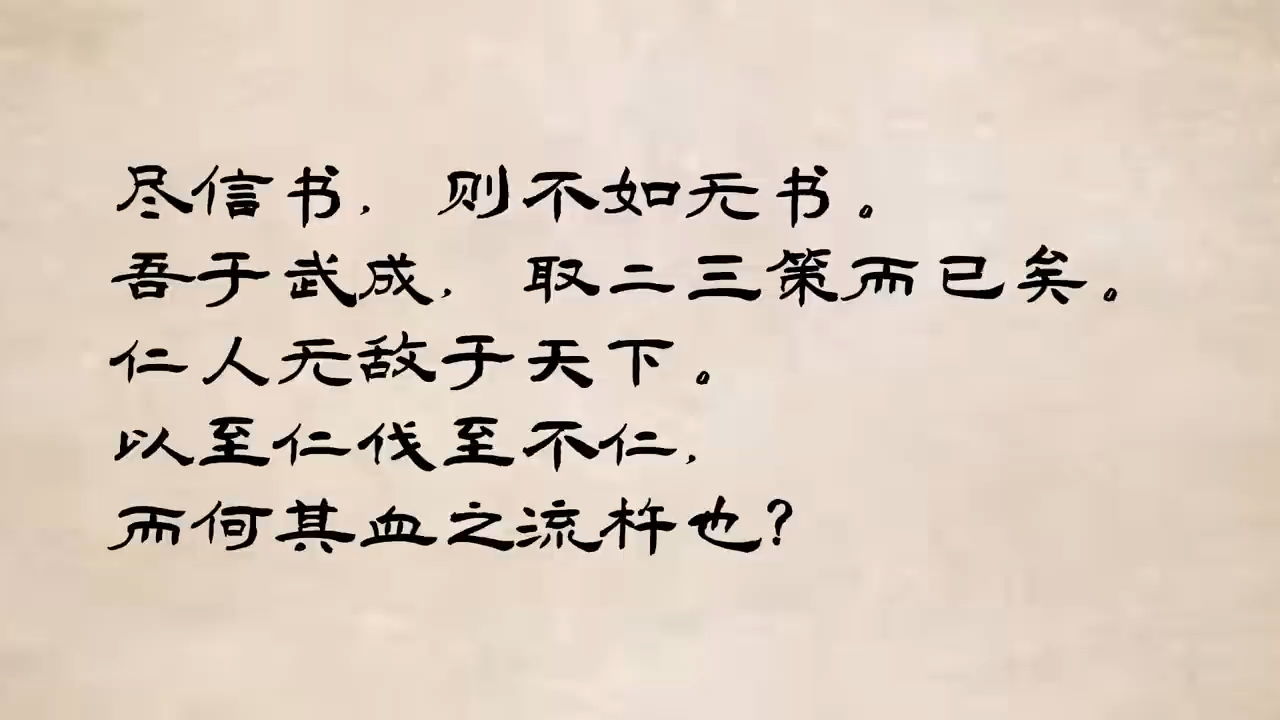 尽信书，则不如无书。
吾于武成，取二三策而已矣。
仁人无敌于天下。
以至仁伐至不仁，
而何其血之流杵也？